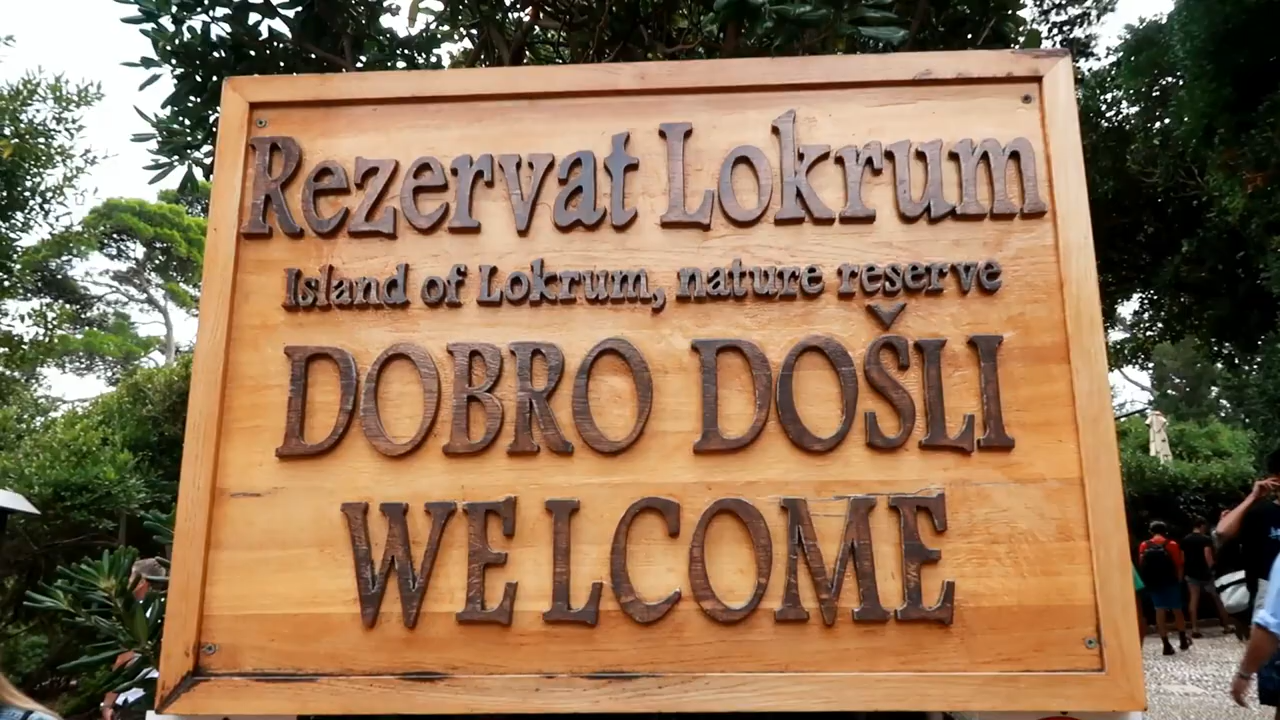 Rezervat Lokrum
Island of Lokrum, nature reserve
DOBRO DOŠLI
WELCOME